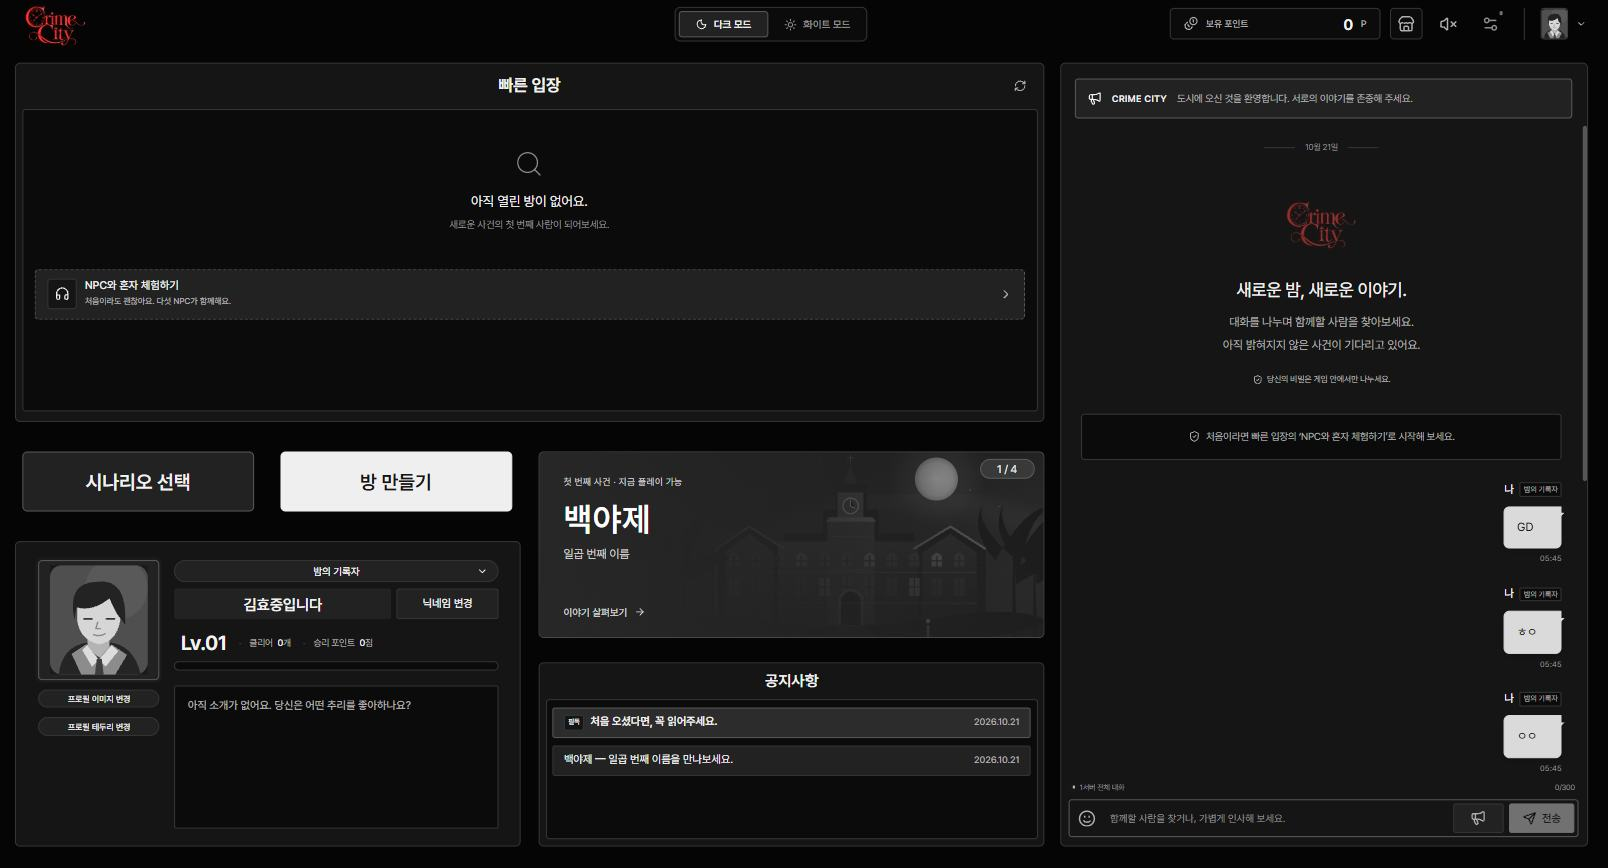 Crime City
다크 모드
화이트 모드
보유 포인트
0 P
빠른 입장
아직 열린 방이 없어요.
새로운 사건의 첫 번째 사람이 되어보세요.
NPC와 혼자 체험하기
처음이라도 괜찮아요. 다섯 NPC가 함께해요.
시나리오 선택
방 만들기
밤의 기록자
김효중입니다
닉네임 변경
Lv.01 · 클리어 0개 · 승리 포인트 0점
프로필 이미지 변경
프로필 테두리 변경
아직 소개가 없어요. 당신은 어떤 추리를 좋아하나요?
1 / 4
첫 번째 사건 · 지금 플레이 가능
백야제
일곱 번째 이름
이야기 살펴보기
공지사항
필독 처음 오셨다면, 꼭 읽어주세요. 2026.10.21
백야제 — 일곱 번째 이름을 만나보세요. 2026.10.21
CRIME CITY 도시에 오신 것을 환영합니다. 서로의 이야기를 존중해 주세요.
10월 21일
Crime City
새로운 밤, 새로운 이야기.
대화를 나누며 함께할 사람을 찾아보세요.
아직 밝혀지지 않은 사건이 기다리고 있어요.
당신의 비밀은 게임 안에서만 나누세요.
처음이라면 빠른 입장의 ‘NPC와 혼자 체험하기’로 시작해 보세요.
나 밤의 기록자
GD
05:45
나 밤의 기록자
ㅎㅇ
05:45
나 밤의 기록자
ㅇㅇ
05:45
1서버 전체 대화
0/300
함께할 사람을 찾거나, 가볍게 인사해 보세요.
전송